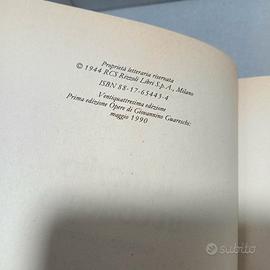 Proprietà letteraria riservata
© 1944 RCS Rizzoli Libri S.p.A., Milano
ISBN 88-17-65443-4
Ventiquattresima edizione
Prima edizione Opere di Giovannino Guareschi:
maggio 1990
subito